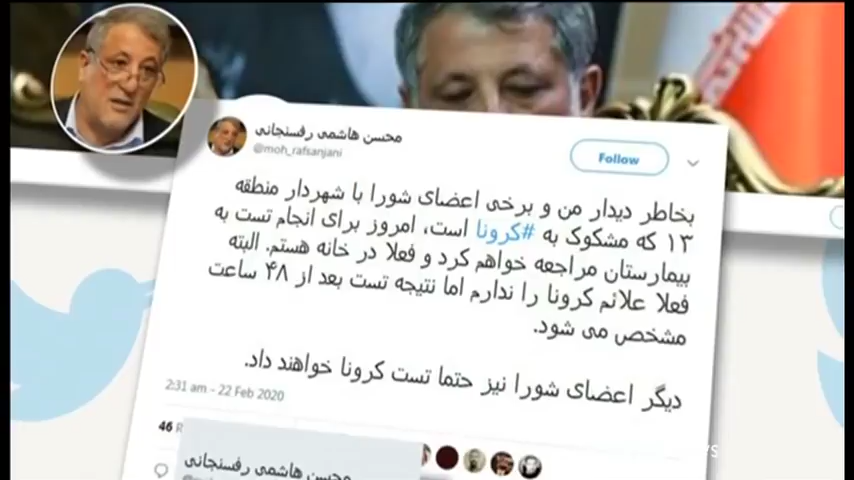 محسن هاشمی رفسنجانی
@moh_rafsanjani
Follow
بخاطر دیدار من و برخی اعضای شورا با شهردار منطقه
۱۳ که مشکوک به #کرونا است، امروز برای انجام تست به
بیمارستان مراجعه خواهم کرد و فعلا در خانه هستم. البته
فعلا علائم کرونا را ندارم اما نتیجه تست بعد از ۴۸ ساعت
مشخص می شود.
دیگر اعضای شورا نیز حتما تست کرونا خواهند داد.
2:31 am - 22 Feb 2020
46
محسن هاشمی رفسنجانی